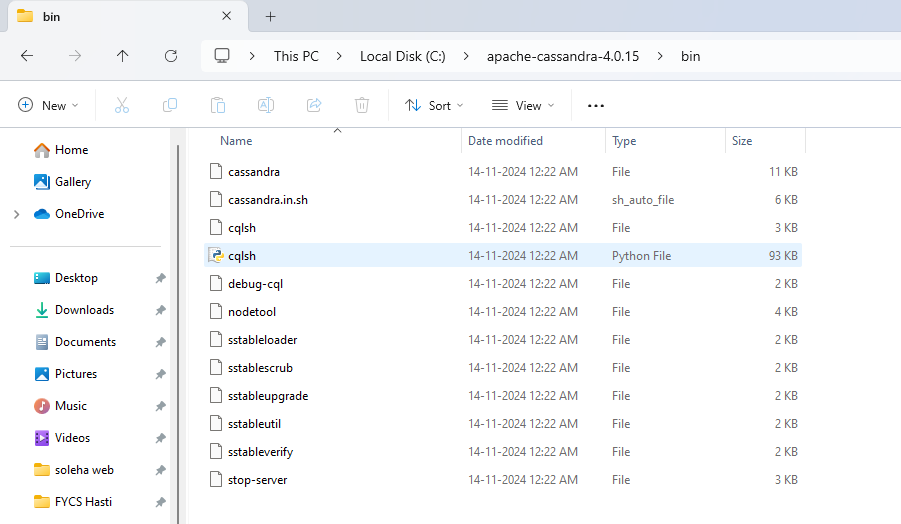 bin
This PC > Local Disk (C:) > apache-cassandra-4.0.15 > bin
New Sort View
Name Date modified Type Size
Home
Gallery
OneDrive
Desktop
Downloads
Documents
Pictures
Music
Videos
soleha web
FYCS Hasti
cassandra 14-11-2024 12:22 AM File 11 KB
cassandra.in.sh 14-11-2024 12:22 AM sh_auto_file 6 KB
cqlsh 14-11-2024 12:22 AM File 3 KB
cqlsh 14-11-2024 12:22 AM Python File 93 KB
debug-cql 14-11-2024 12:22 AM File 2 KB
nodetool 14-11-2024 12:22 AM File 4 KB
sstableloader 14-11-2024 12:22 AM File 2 KB
sstablescrub 14-11-2024 12:22 AM File 2 KB
sstableupgrade 14-11-2024 12:22 AM File 2 KB
sstableutil 14-11-2024 12:22 AM File 2 KB
sstableverify 14-11-2024 12:22 AM File 2 KB
stop-server 14-11-2024 12:22 AM File 3 KB